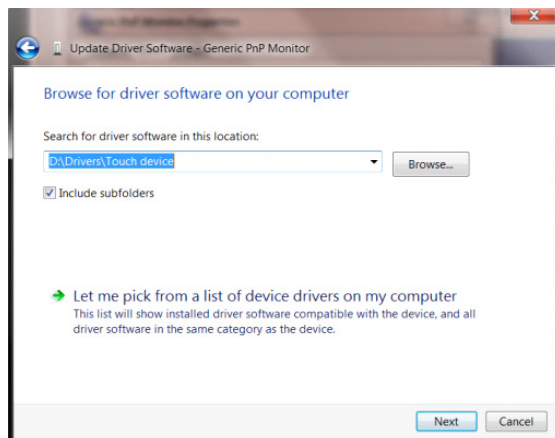 Update Driver Software - Generic PnP Monitor
Browse for driver software on your computer
Search for driver software in this location:
D:\Drivers\Touch device
Browse...
Include subfolders
Let me pick from a list of device drivers on my computer
This list will show installed driver software compatible with the device, and all
driver software in the same category as the device.
Next
Cancel